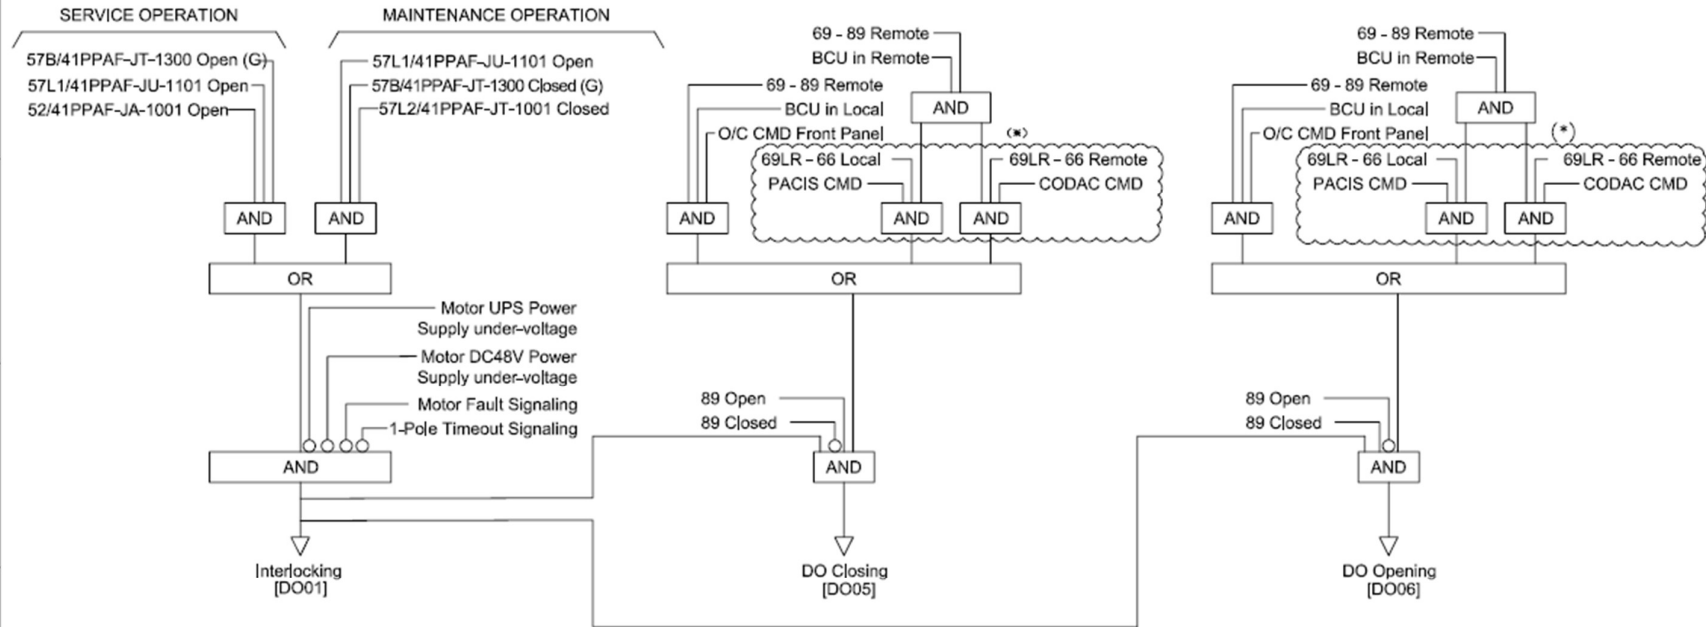 SERVICE OPERATION
57B/41PPAF-JT-1300 Open (G)
57L1/41PPAF-JU-1101 Open
52/41PPAF-JA-1001 Open
MAINTENANCE OPERATION
57L1/41PPAF-JU-1101 Open
57B/41PPAF-JT-1300 Closed (G)
57L2/41PPAF-JT-1001 Closed
AND
AND
OR
Motor UPS Power
Supply under-voltage
Motor DC48V Power
Supply under-voltage
Motor Fault Signaling
1-Pole Timeout Signaling
AND
Interlocking
[DO01]
69 - 89 Remote
BCU in Remote
69 - 89 Remote
BCU in Local
O/C CMD Front Panel
AND
(*)
69LR - 66 Local
PACIS CMD
69LR - 66 Remote
CODAC CMD
AND
AND
AND
OR
89 Open
89 Closed
AND
DO Closing
[DO05]
69 - 89 Remote
BCU in Remote
69 - 89 Remote
BCU in Local
O/C CMD Front Panel
AND
(*)
69LR - 66 Local
PACIS CMD
69LR - 66 Remote
CODAC CMD
AND
AND
AND
OR
89 Open
89 Closed
AND
DO Opening
[DO06]